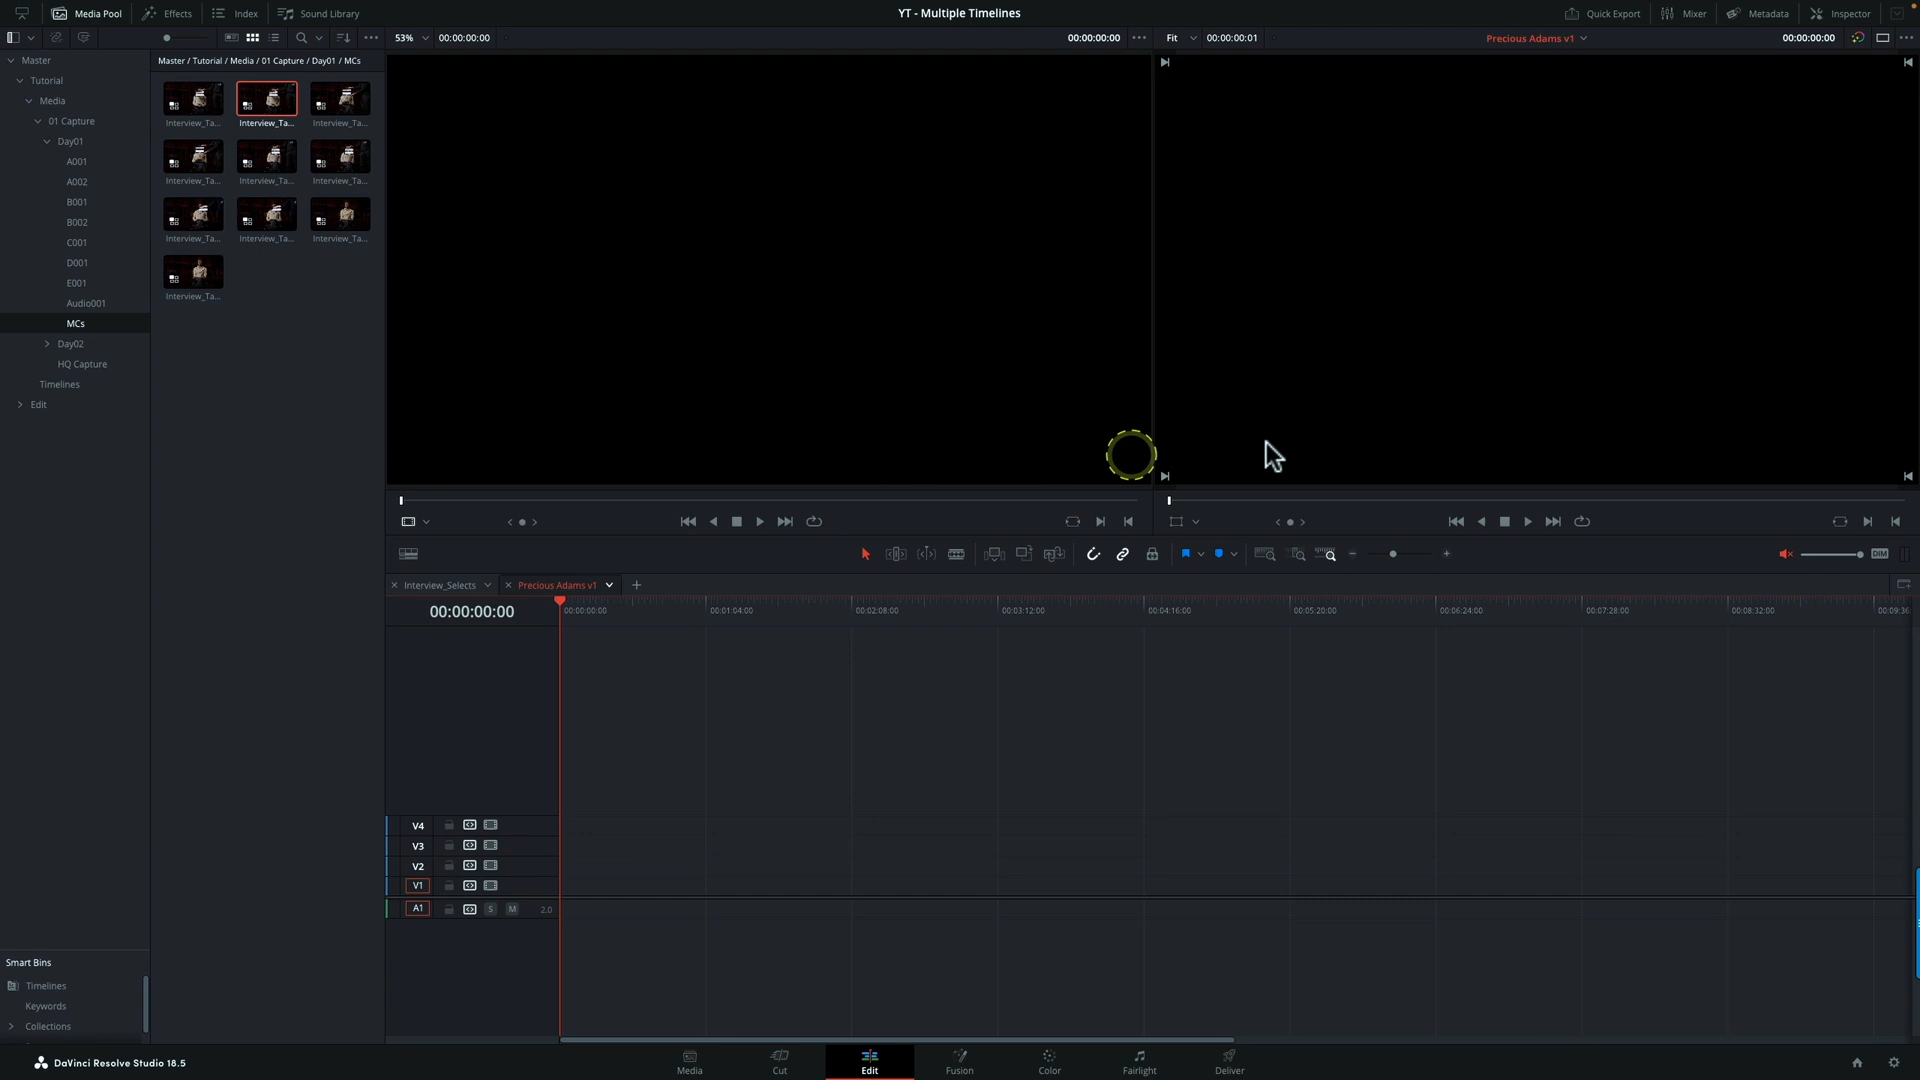 Media Pool
Effects
Index
Sound Library
YT - Multiple Timelines
Quick Export
Mixer
Metadata
Inspector
53%
00:00:00:00
00:00:00:00
Fit
00:00:00:01
Precious Adams v1
00:00:00:00
Master
Tutorial
Media
01 Capture
Day01
A001
A002
B001
B002
C001
D001
E001
Audio001
MCs
Day02
HQ Capture
Timelines
Edit
Master / Tutorial / Media / 01 Capture / Day01 / MCs
Interview_Ta...
Interview_Ta...
Interview_Ta...
Interview_Ta...
Interview_Ta...
Interview_Ta...
Interview_Ta...
Interview_Ta...
Interview_Ta...
Interview_Ta...
DIM
Interview_Selects
Precious Adams v1
00:00:00:00
00:00:00:00
00:01:04:00
00:02:08:00
00:03:12:00
00:04:16:00
00:05:20:00
00:06:24:00
00:07:28:00
00:08:32:00
00:09:36
V4
V3
V2
V1
A1
S
M
2.0
Smart Bins
Timelines
Keywords
Collections
DaVinci Resolve Studio 18.5
Media
Cut
Edit
Fusion
Color
Fairlight
Deliver